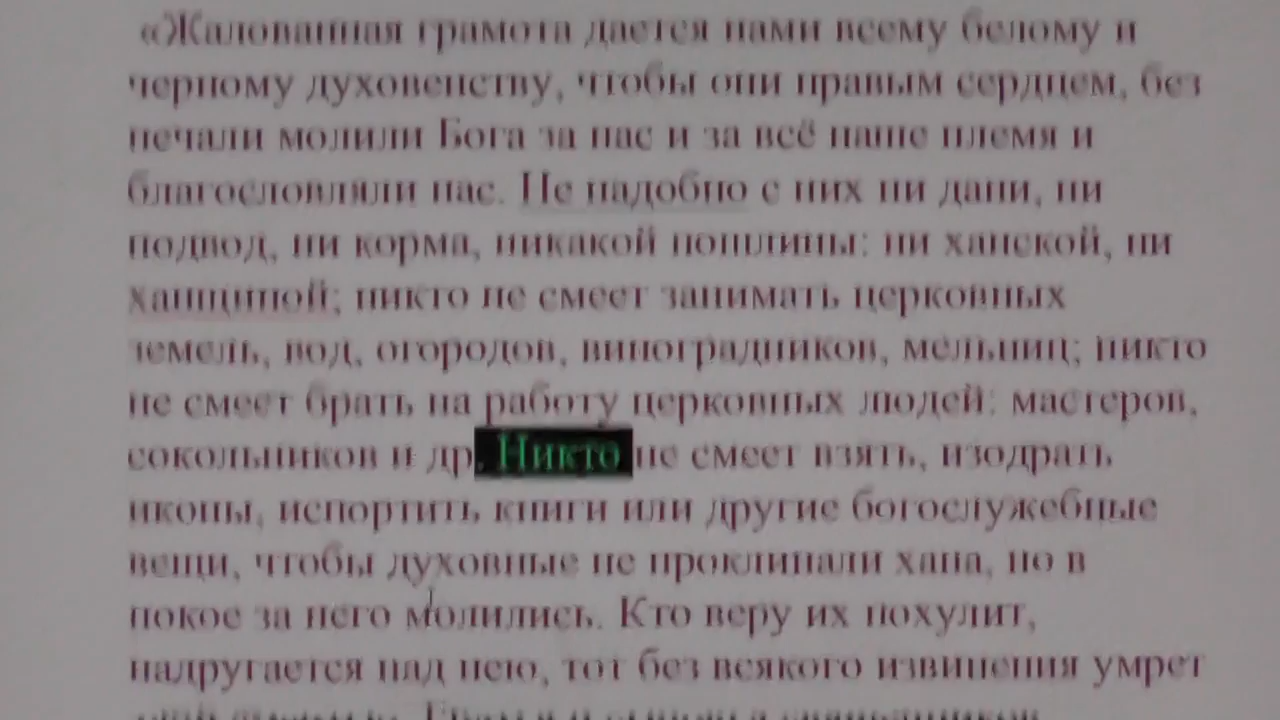 «Жалованная грамота дается нами всему белому и
черному духовенству, чтобы они правым сердцем, без
печали молили Бога за нас и за всё наше племя и
благословляли нас. Не надобно с них ни дани, ни
подвод, ни корма, никакой пошлины: ни ханской, ни
ханщиной; никто не смеет занимать церковных
земель, вод, огородов, виноградников, мельниц; никто
не смеет брать на работу церковных людей: мастеров,
сокольников и др. Никто не смеет взять, изодрать
иконы, испортить книги или другие богослужебные
вещи, чтобы духовные не проклинали хана, но в
покое за него молились. Кто веру их похулит,
надругается над нею, тот без всякого извинения умрет